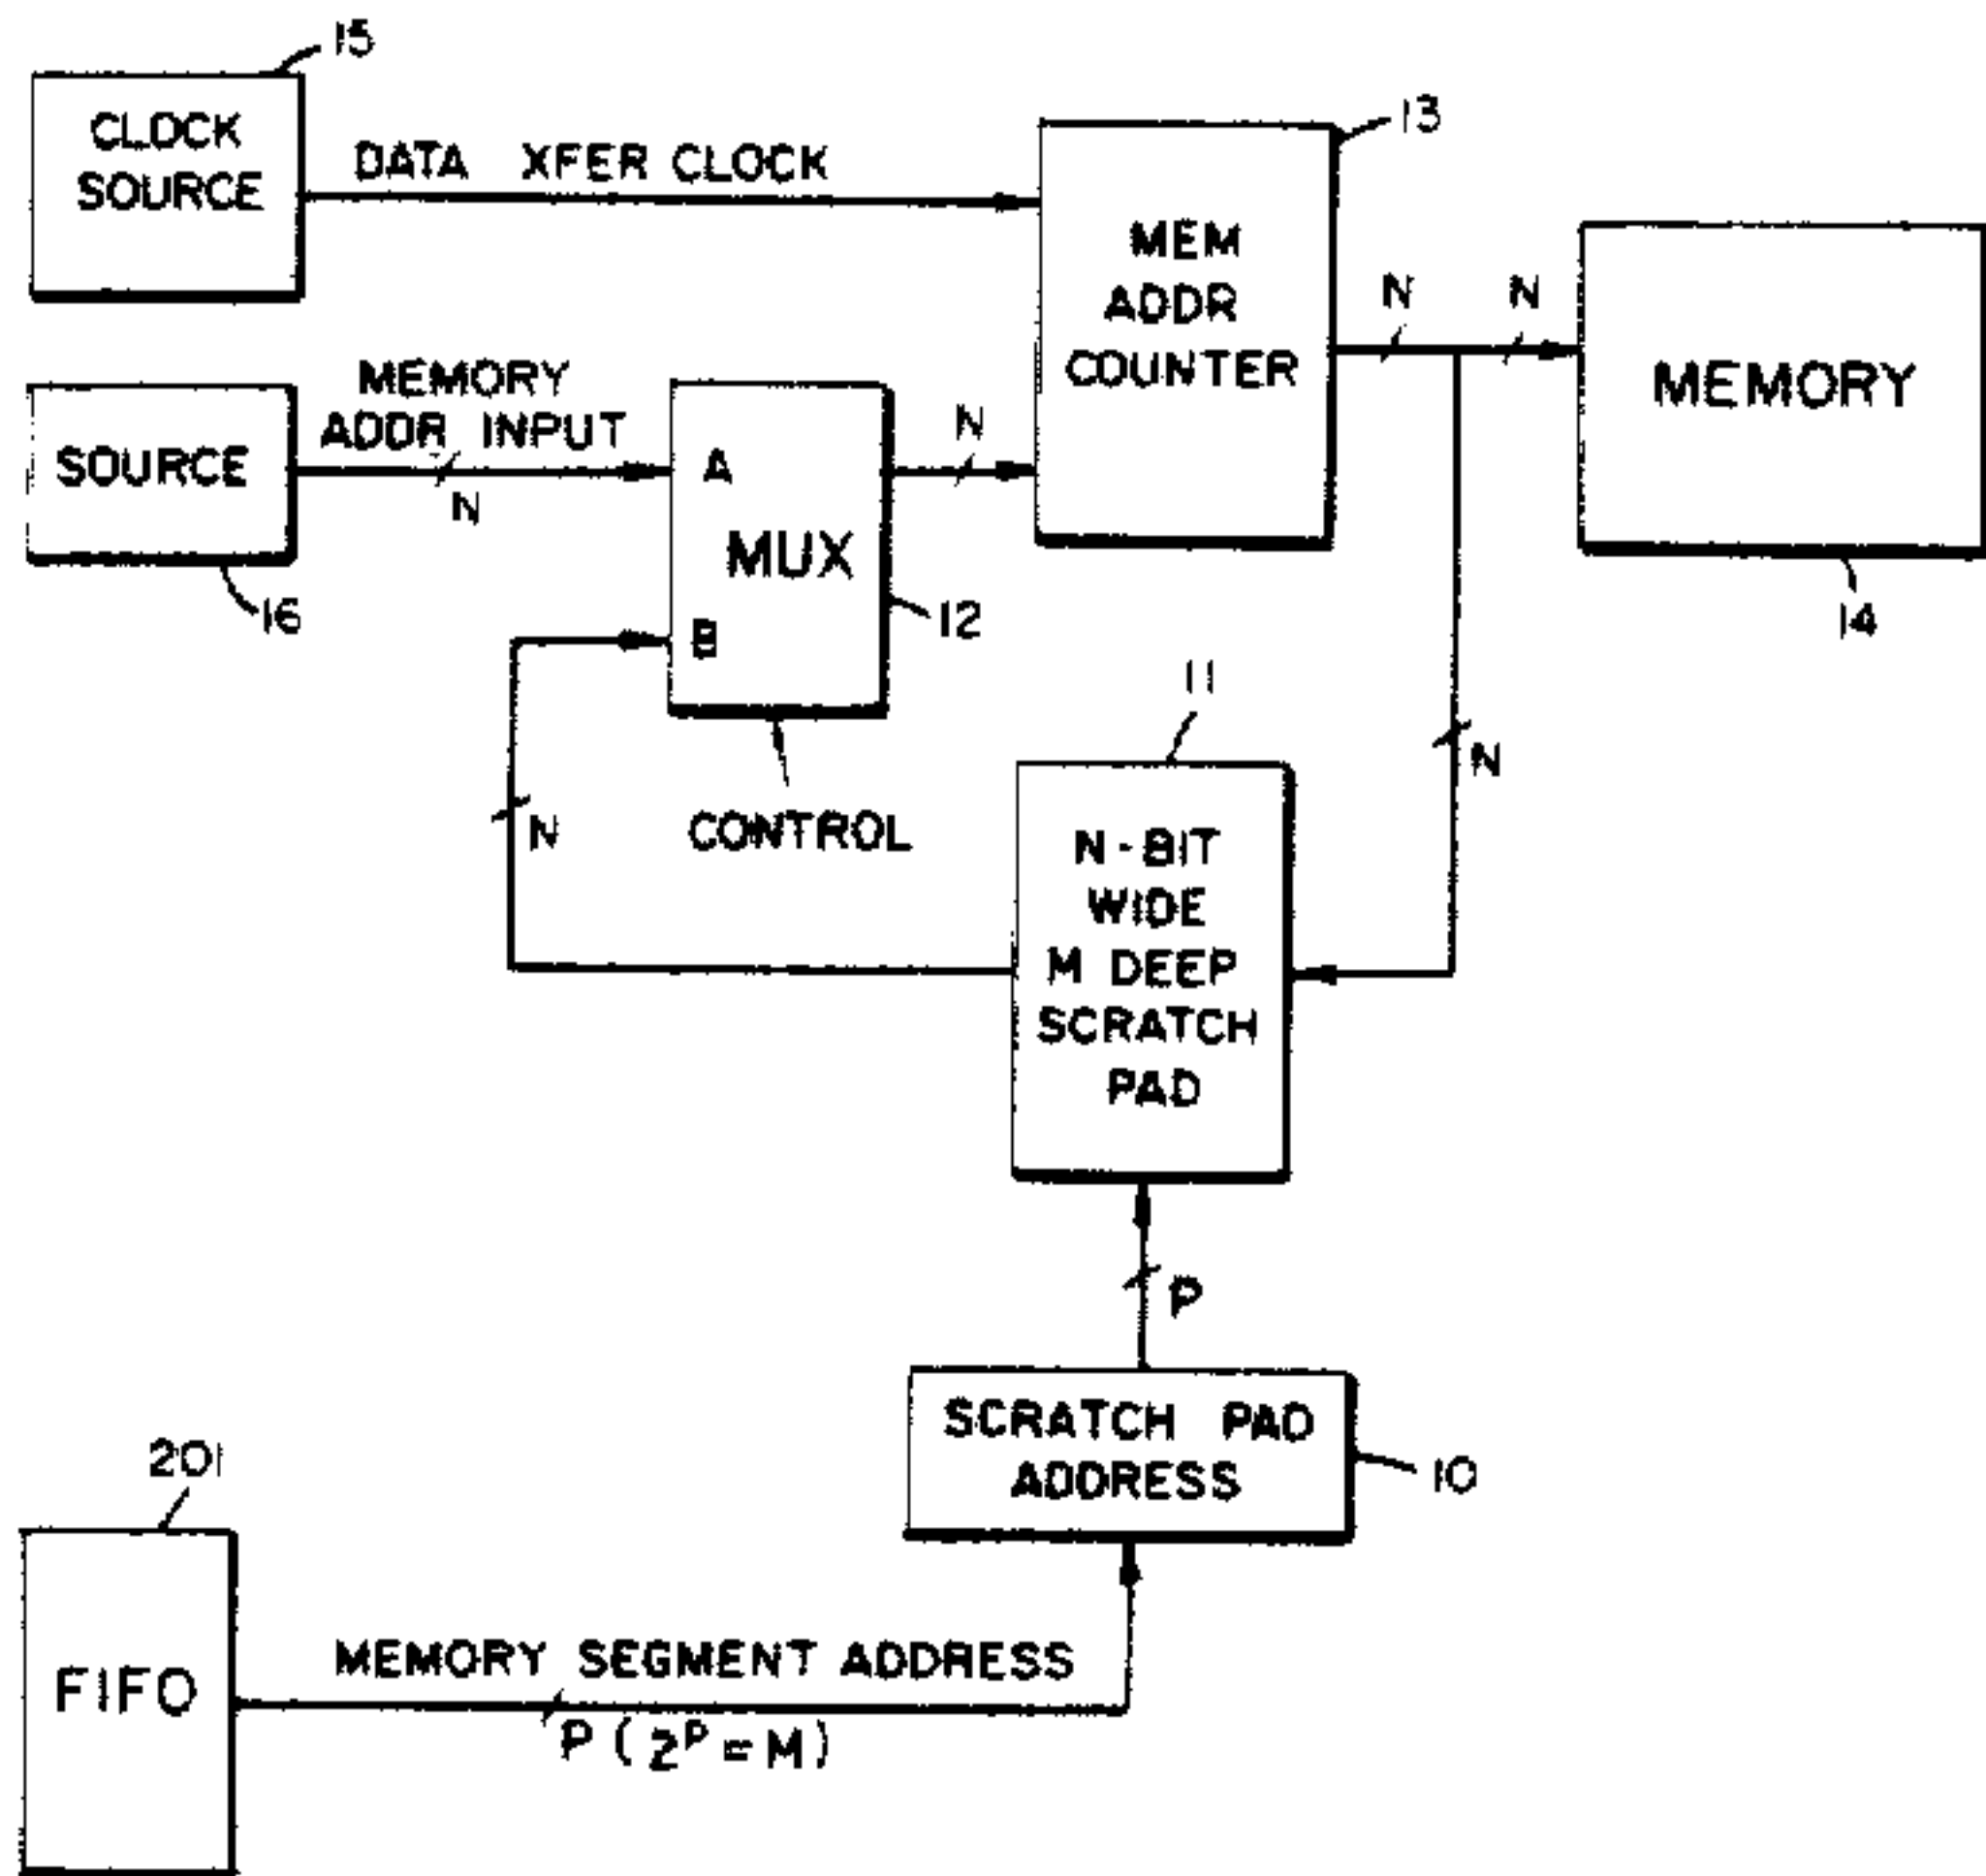 15
CLOCK
SOURCE
DATA XFER CLOCK
13
MEM
ADDR
COUNTER
N
N
MEMORY
14
MEMORY
ADDR INPUT
N
SOURCE
16
A
MUX
B
12
N
CONTROL
N
11
N
N-BIT
WIDE
M DEEP
SCRATCH
PAD
P
SCRATCH PAD
ADDRESS
10
201
FIFO
MEMORY SEGMENT ADDRESS
P (2ᴾ = M)